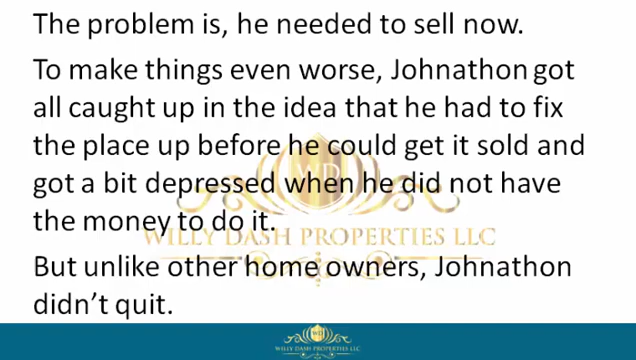 The problem is, he needed to sell now.
To make things even worse, Johnathon got
all caught up in the idea that he had to fix
the place up before he could get it sold and
got a bit depressed when he did not have
the money to do it.
WILLY DASH PROPERTIES LLC
But unlike other home owners, Johnathon
didn't quit.
WILLY DASH PROPERTIES LLC